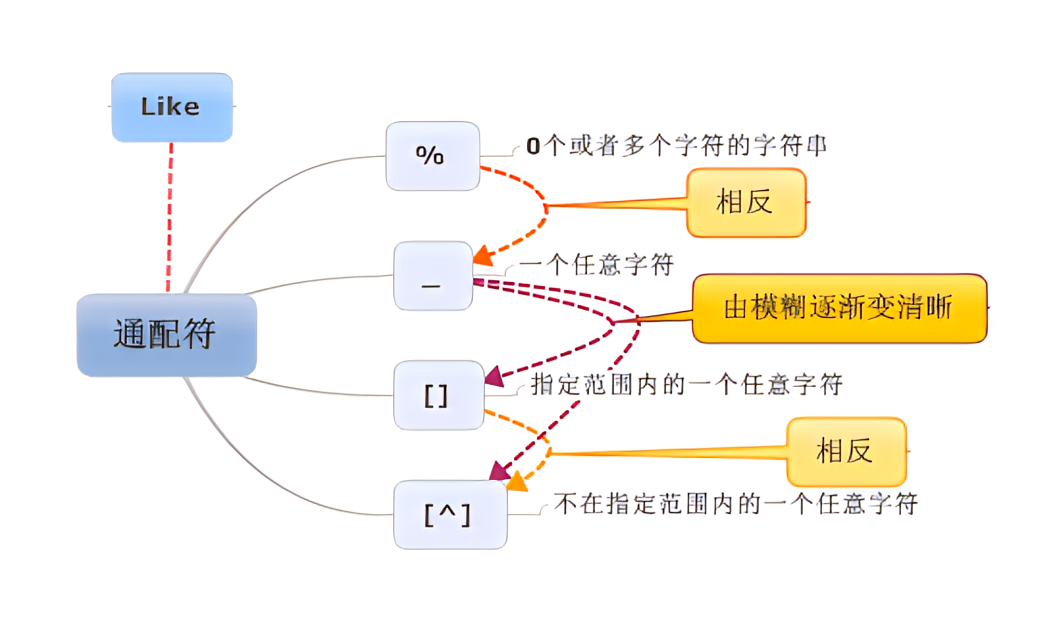 Like
通配符
%
0个或者多个字符的字符串
相反
_
一个任意字符
由模糊逐渐变清晰
[]
指定范围内的一个任意字符
相反
[^]
不在指定范围内的一个任意字符